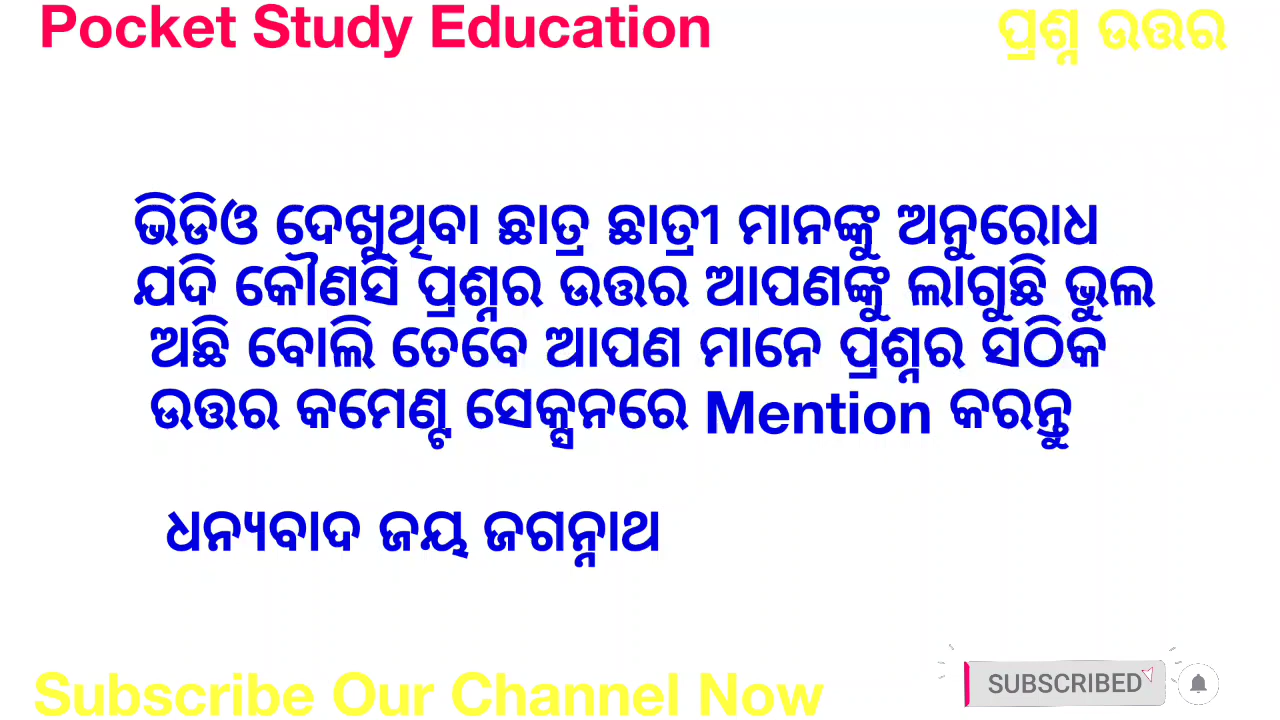 Pocket Study Education
ପ୍ରଶ୍ନ ଉତ୍ତର
ଭିଡିଓ ଦେଖୁଥିବା ଛାତ୍ର ଛାତ୍ରୀ ମାନଙ୍କୁ ଅନୁରୋଧ
ଯଦି କୌଣସି ପ୍ରଶ୍ନର ଉତ୍ତର ଆପଣଙ୍କୁ ଲାଗୁଛି ଭୁଲ
ଅଛି ବୋଲି ତେବେ ଆପଣ ମାନେ ପ୍ରଶ୍ନର ସଠିକ
ଉତ୍ତର କମେଣ୍ଟ ସେକ୍ସନରେ Mention କରନ୍ତୁ
ଧନ୍ୟବାଦ ଜୟ ଜଗନ୍ନାଥ
Subscribe Our Channel Now
SUBSCRIBED